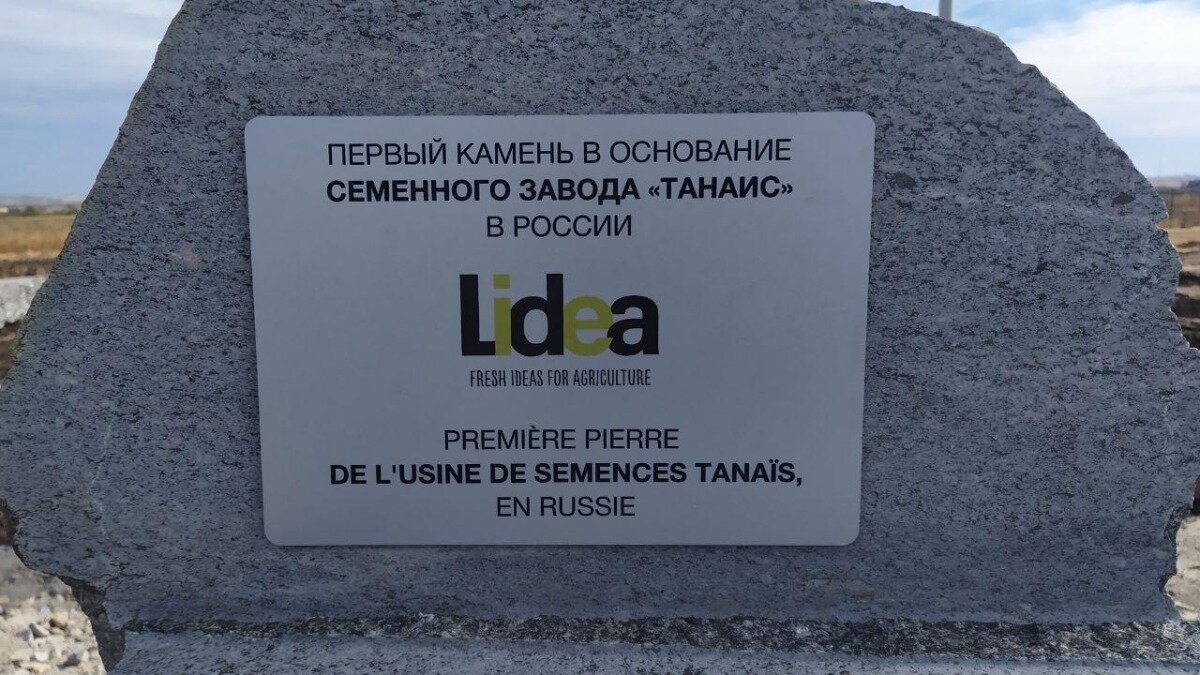 ПЕРВЫЙ КАМЕНЬ В ОСНОВАНИЕ
СЕМЕННОГО ЗАВОДА «ТАНАИС»
В РОССИИ
Lidea
FRESH IDEAS FOR AGRICULTURE
PREMIÈRE PIERRE
DE L'USINE DE SEMENCES TANAÏS,
EN RUSSIE